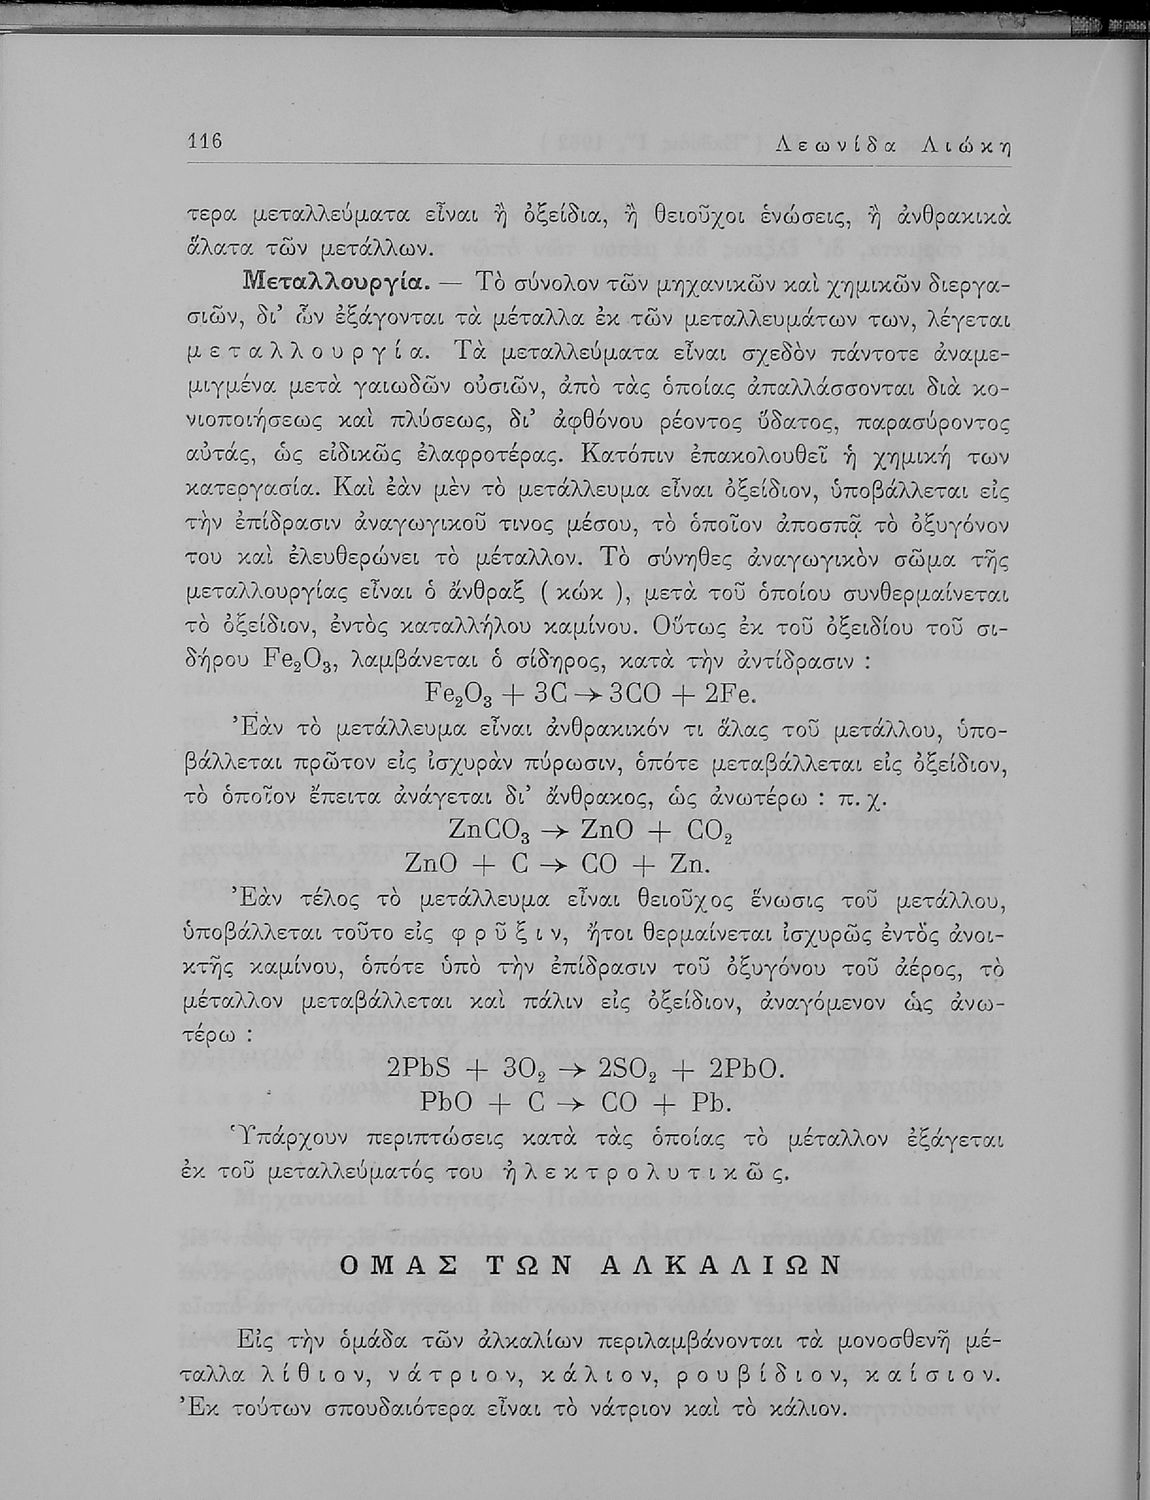 116
Λεωνίδα Λιώκη
τερα μεταλλεύματα εἶναι ἢ ὀξείδια, ἢ θειοῦχοι ἑνώσεις, ἢ ἀνθρακικὰ
ἅλατα τῶν μετάλλων.
Μεταλλουργία. — Τὸ σύνολον τῶν μηχανικῶν καὶ χημικῶν διεργα-
σιῶν, δι’ ὧν ἐξάγονται τὰ μέταλλα ἐκ τῶν μεταλλευμάτων των, λέγεται
μεταλλουργία. Τὰ μεταλλεύματα εἶναι σχεδὸν πάντοτε ἀναμε-
μιγμένα μετὰ γαιωδῶν οὐσιῶν, ἀπὸ τὰς ὁποίας ἀπαλλάσσονται διὰ κο-
νιοποιήσεως καὶ πλύσεως, δι’ ἀφθόνου ρέοντος ὕδατος, παρασύροντος
αὐτάς, ὡς εἰδικῶς ἐλαφροτέρας. Κατόπιν ἐπακολουθεῖ ἡ χημική των
κατεργασία. Καὶ ἐὰν μὲν τὸ μετάλλευμα εἶναι ὀξείδιον, ὑποβάλλεται εἰς
τὴν ἐπίδρασιν ἀναγωγικοῦ τινος μέσου, τὸ ὁποῖον ἀποσπᾷ τὸ ὀξυγόνον
του καὶ ἐλευθερώνει τὸ μέταλλον. Τὸ σύνηθες ἀναγωγικὸν σῶμα τῆς
μεταλλουργίας εἶναι ὁ ἄνθραξ ( κώκ ), μετὰ τοῦ ὁποίου συνθερμαίνεται
τὸ ὀξείδιον, ἐντὸς καταλλήλου καμίνου. Οὕτως ἐκ τοῦ ὀξειδίου τοῦ σι-
δήρου Fe₂O₃, λαμβάνεται ὁ σίδηρος, κατὰ τὴν ἀντίδρασιν :
Fe₂O₃ + 3C → 3CO + 2Fe.
Ἐὰν τὸ μετάλλευμα εἶναι ἀνθρακικόν τι ἅλας τοῦ μετάλλου, ὑπο-
βάλλεται πρῶτον εἰς ἰσχυρὰν πύρωσιν, ὁπότε μεταβάλλεται εἰς ὀξείδιον,
τὸ ὁποῖον ἔπειτα ἀνάγεται δι’ ἄνθρακος, ὡς ἀνωτέρω : π. χ.
ZnCO₃ → ZnO + CO₂
ZnO + C → CO + Zn.
Ἐὰν τέλος τὸ μετάλλευμα εἶναι θειοῦχος ἕνωσις τοῦ μετάλλου,
ὑποβάλλεται τοῦτο εἰς φρῦξιν, ἤτοι θερμαίνεται ἰσχυρῶς ἐντὸς ἀνοι-
κτῆς καμίνου, ὁπότε ὑπὸ τὴν ἐπίδρασιν τοῦ ὀξυγόνου τοῦ ἀέρος, τὸ
μέταλλον μεταβάλλεται καὶ πάλιν εἰς ὀξείδιον, ἀναγόμενον ὡς ἀνω-
τέρω :
2PbS + 3O₂ → 2SO₂ + 2PbO.
PbO + C → CO + Pb.
Ὑπάρχουν περιπτώσεις κατὰ τὰς ὁποίας τὸ μέταλλον ἐξάγεται
ἐκ τοῦ μεταλλεύματός του ἠλεκτρολυτικῶς.
ΟΜΑΣ ΤΩΝ ΑΛΚΑΛΙΩΝ
Εἰς τὴν ὁμάδα τῶν ἀλκαλίων περιλαμβάνονται τὰ μονοσθενῆ μέ-
ταλλα λίθιον, νάτριον, κάλιον, ρουβίδιον, καίσιον.
Ἐκ τούτων σπουδαιότερα εἶναι τὸ νάτριον καὶ τὸ κάλιον.